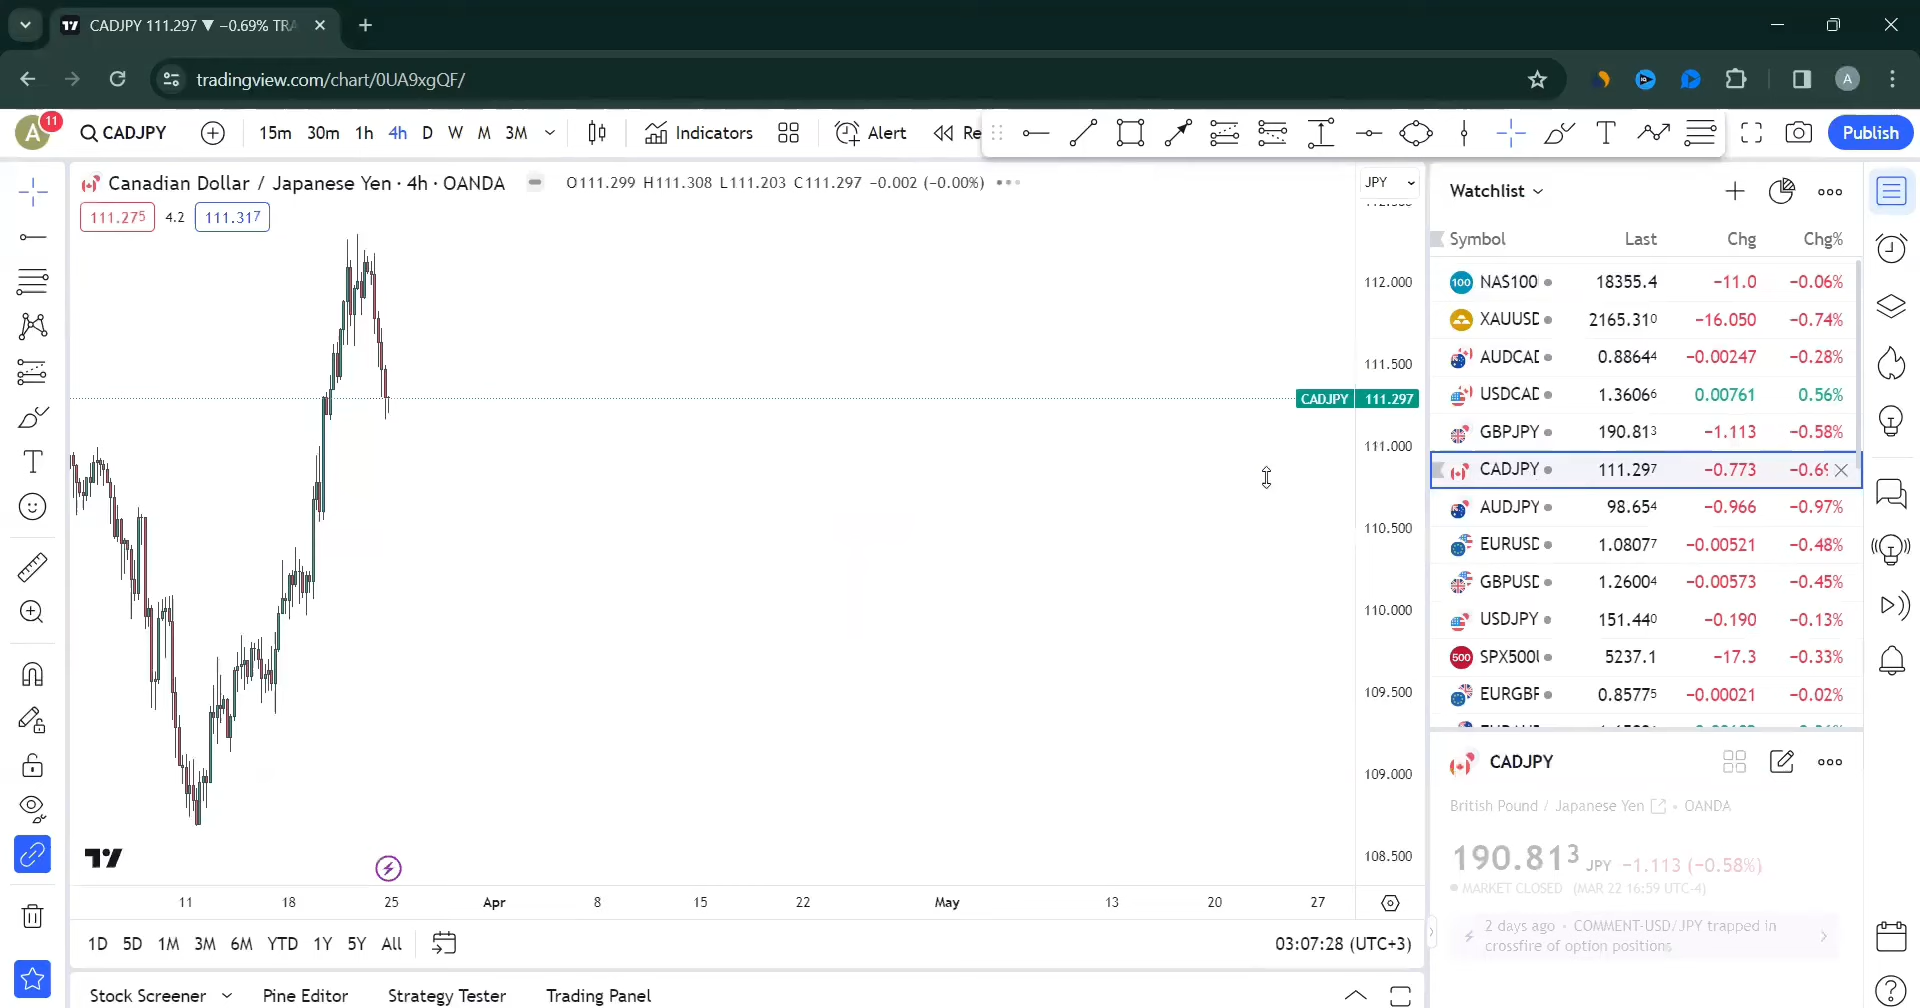 CADJPY 111.297 ▼ −0.69% TRA
tradingview.com/chart/0UA9xgQF/
A
A
11
CADJPY
15m 30m 1h 4h D W M 3M
Indicators
Alert
Re
T
Publish
Canadian Dollar / Japanese Yen · 4h · OANDA
O111.299 H111.308 L111.203 C111.297 −0.002 (−0.00%)
111.275 4.2 111.317
JPY
112.000
111.500
CADJPY 111.297
111.000
110.500
110.000
109.500
109.000
108.500
11 18 25 Apr 8 15 22 May 13 20 27
1D 5D 1M 3M 6M YTD 1Y 5Y All
03:07:28 (UTC+3)
Stock Screener Pine Editor Strategy Tester Trading Panel
Watchlist
Symbol Last Chg Chg%
100 NAS100 18355.4 −11.0 −0.06%
XAUUSD 2165.310 −16.050 −0.74%
AUDCAD 0.88644 −0.00247 −0.28%
USDCAD 1.36066 0.00761 0.56%
GBPJPY 190.813 −1.113 −0.58%
CADJPY 111.297 −0.773 −0.69
AUDJPY 98.654 −0.966 −0.97%
EURUSD 1.08077 −0.00521 −0.48%
GBPUSD 1.26004 −0.00573 −0.45%
USDJPY 151.440 −0.190 −0.13%
500 SPX500U 5237.1 −17.3 −0.33%
EURGBP 0.85775 −0.00021 −0.02%
CADJPY
British Pound / Japanese Yen • OANDA
190.813 JPY −1.113 (−0.58%)
MARKET CLOSED (MAR 22 16:59 UTC-4)
2 days ago · COMMENT-USD/JPY trapped in
crossfire of option positions